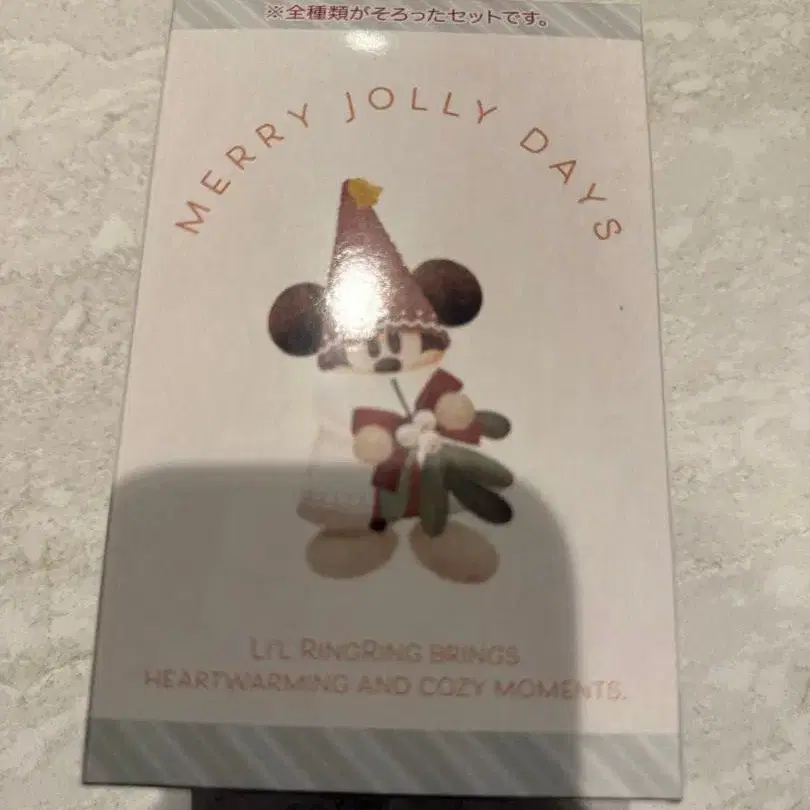 ※全種類がそろったセットです。
MERRY JOLLY DAYS
LI'L RINGRING BRINGS
HEARTWARMING AND COZY MOMENTS.